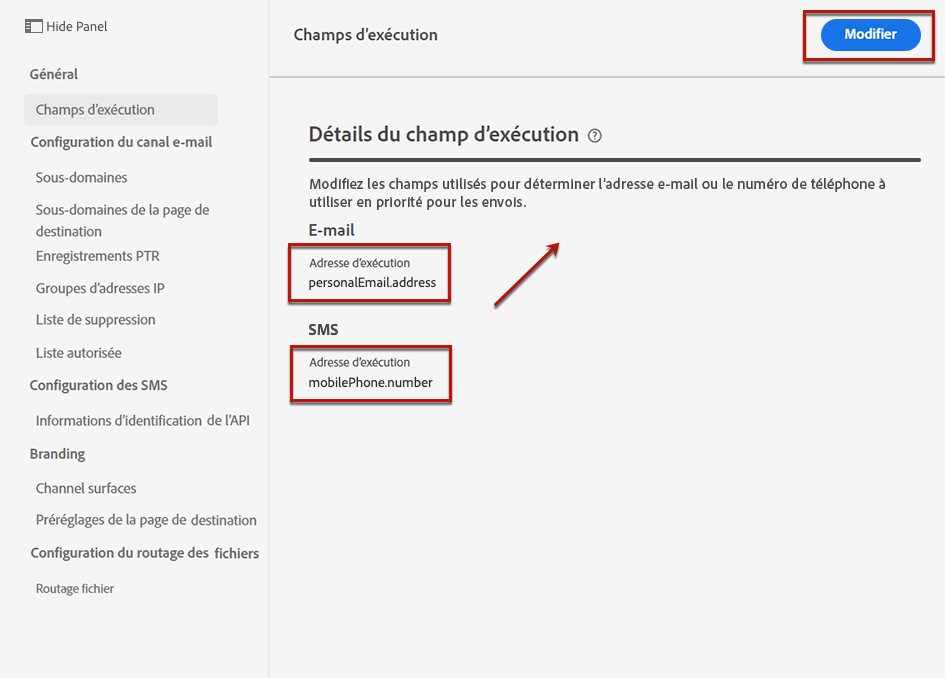 Hide Panel
Général
Champs d'exécution
Configuration du canal e-mail
Sous-domaines
Sous-domaines de la page de
destination
Enregistrements PTR
Groupes d'adresses IP
Liste de suppression
Liste autorisée
Configuration des SMS
Informations d'identification de l'API
Branding
Channel surfaces
Préréglages de la page de destination
Configuration du routage des fichiers
Routage fichier
Champs d'exécution
Modifier
Détails du champ d'exécution ?
Modifiez les champs utilisés pour déterminer l'adresse e-mail ou le numéro de téléphone à
utiliser en priorité pour les envois.
E-mail
Adresse d'exécution
personalEmail.address
SMS
Adresse d'exécution
mobilePhone.number